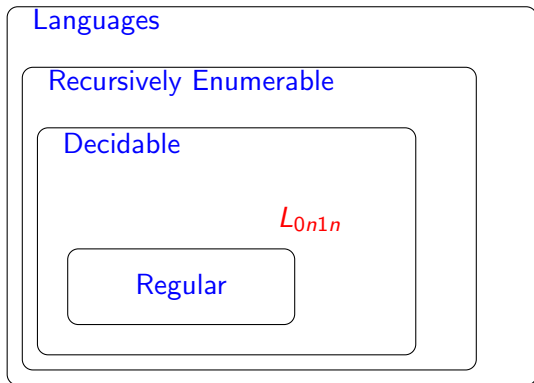 Languages
Recursively Enumerable
Decidable
L0n1n
Regular